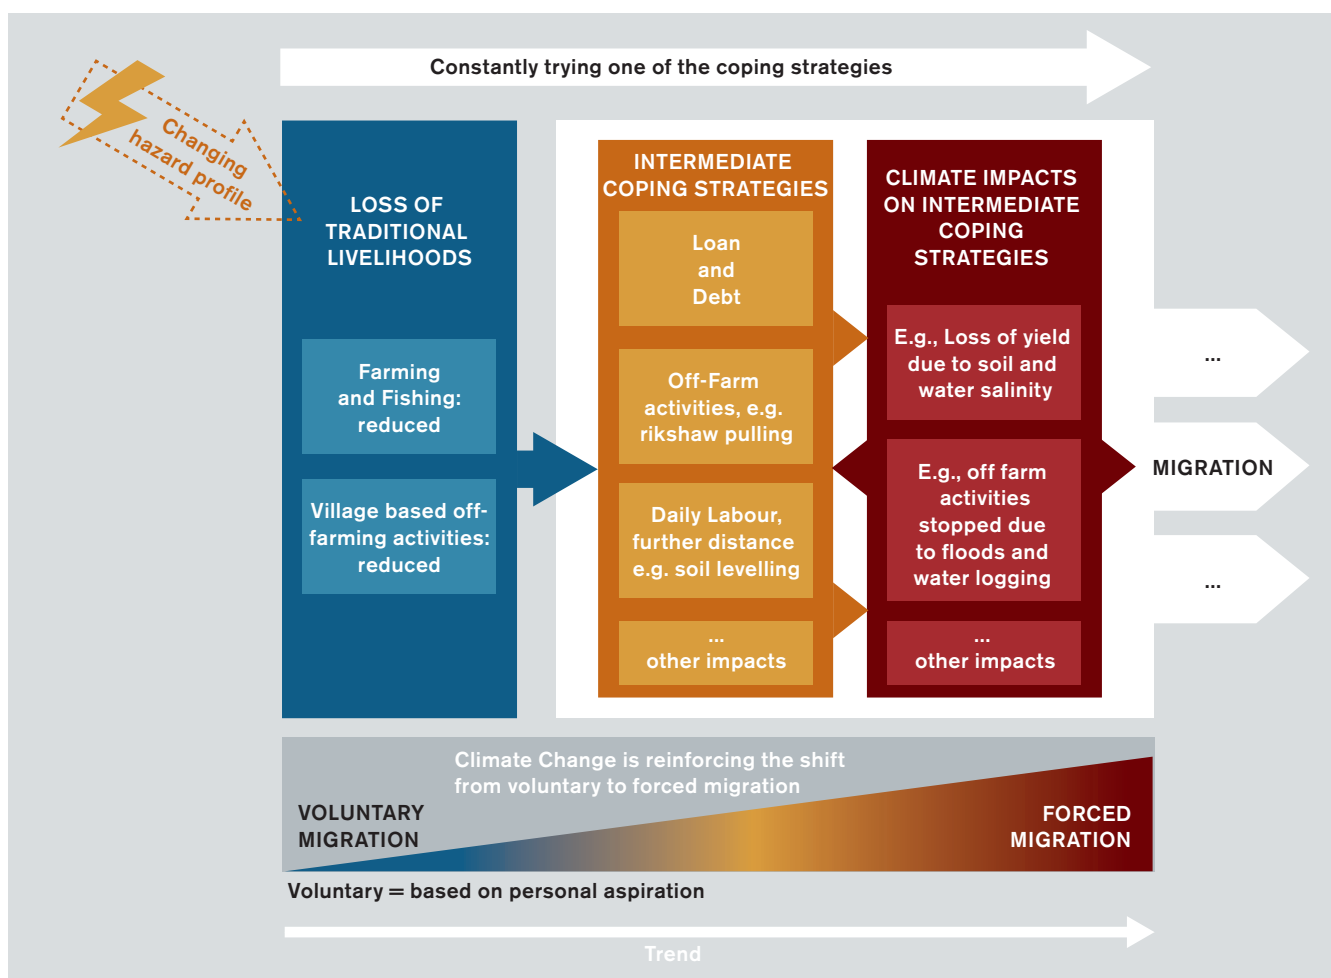 Constantly trying one of the coping strategies
Changing
hazard profile
LOSS OF
TRADITIONAL
LIVELIHOODS
Farming
and Fishing:
reduced
Village based off-
farming activities:
reduced
INTERMEDIATE
COPING STRATEGIES
Loan
and
Debt
Off-Farm
activities, e.g.
rikshaw pulling
Daily Labour,
further distance
e.g. soil levelling
...
other impacts
CLIMATE IMPACTS
ON INTERMEDIATE
COPING
STRATEGIES
E.g., Loss of yield
due to soil and
water salinity
E.g., off farm
activities
stopped due
to floods and
water logging
...
other impacts
...
MIGRATION
...
Climate Change is reinforcing the shift
from voluntary to forced migration
VOLUNTARY
MIGRATION
FORCED
MIGRATION
Voluntary = based on personal aspiration
Trend